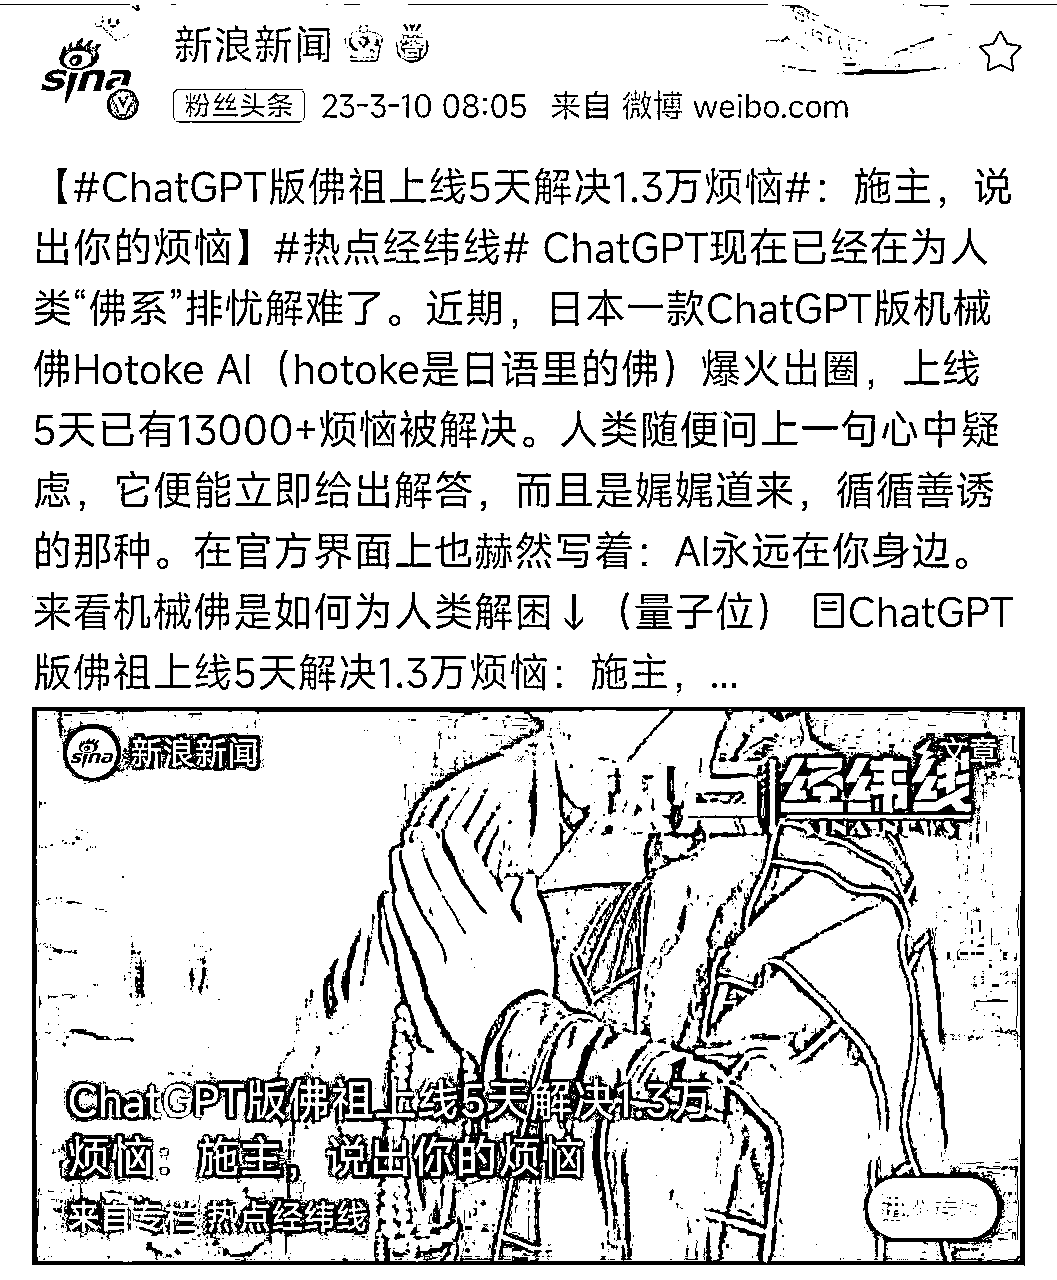 新浪新闻
sina
粉丝头条 23-3-10 08:05 来自 微博 weibo.com
【#ChatGPT版佛祖上线5天解决1.3万烦恼#：施主，说
出你的烦恼】#热点经纬线# ChatGPT现在已经在为人
类“佛系”排忧解难了。近期，日本一款ChatGPT版机械
佛Hotoke AI（hotoke是日语里的佛）爆火出圈，上线
5天已有13000+烦恼被解决。人类随便问上一句心中疑
虑，它便能立即给出解答，而且是娓娓道来，循循善诱
的那种。在官方界面上也赫然写着：AI永远在你身边。
来看机械佛是如何为人类解困↓（量子位） ChatGPT
版佛祖上线5天解决1.3万烦恼：施主，...
sina 新浪新闻
文章
经纬线
ChatGPT版佛祖上线5天解决1.3万
烦恼：施主，说出你的烦恼
来自专栏 热点经纬线